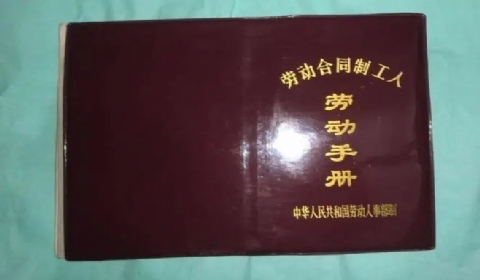 劳动合同制工人
劳动手册
中华人民共和国劳动人事部制